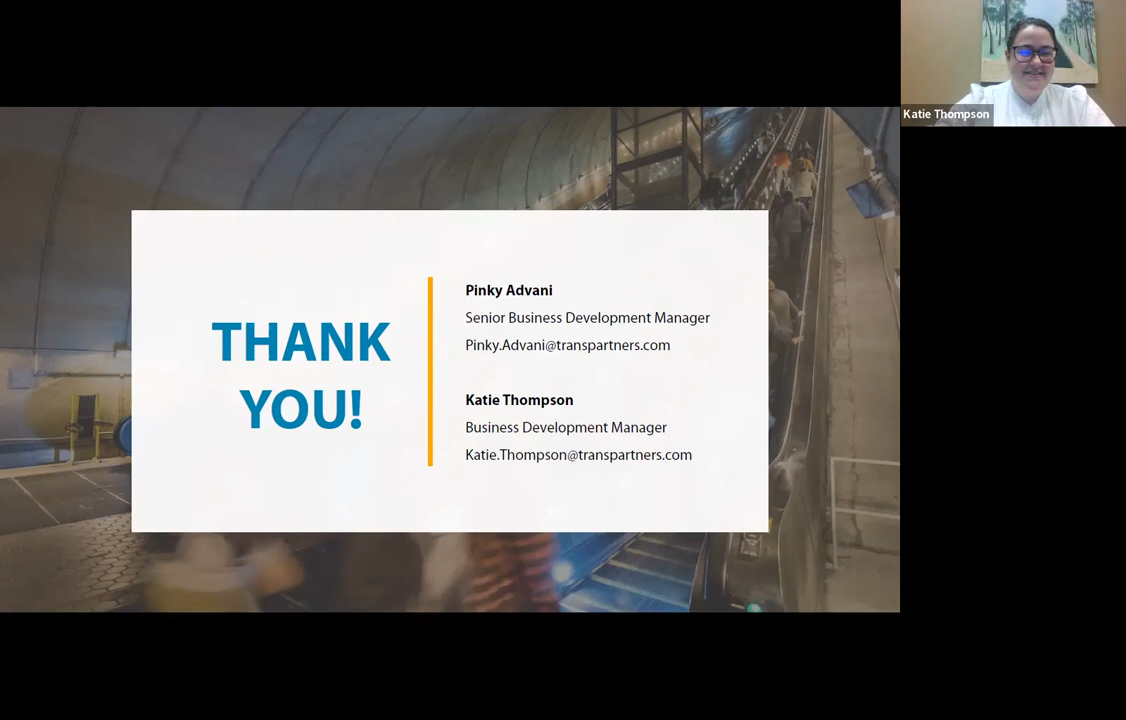 Katie Thompson
THANK
YOU!
Pinky Advani
Senior Business Development Manager
Pinky.Advani@transpartners.com
Katie Thompson
Business Development Manager
Katie.Thompson@transpartners.com